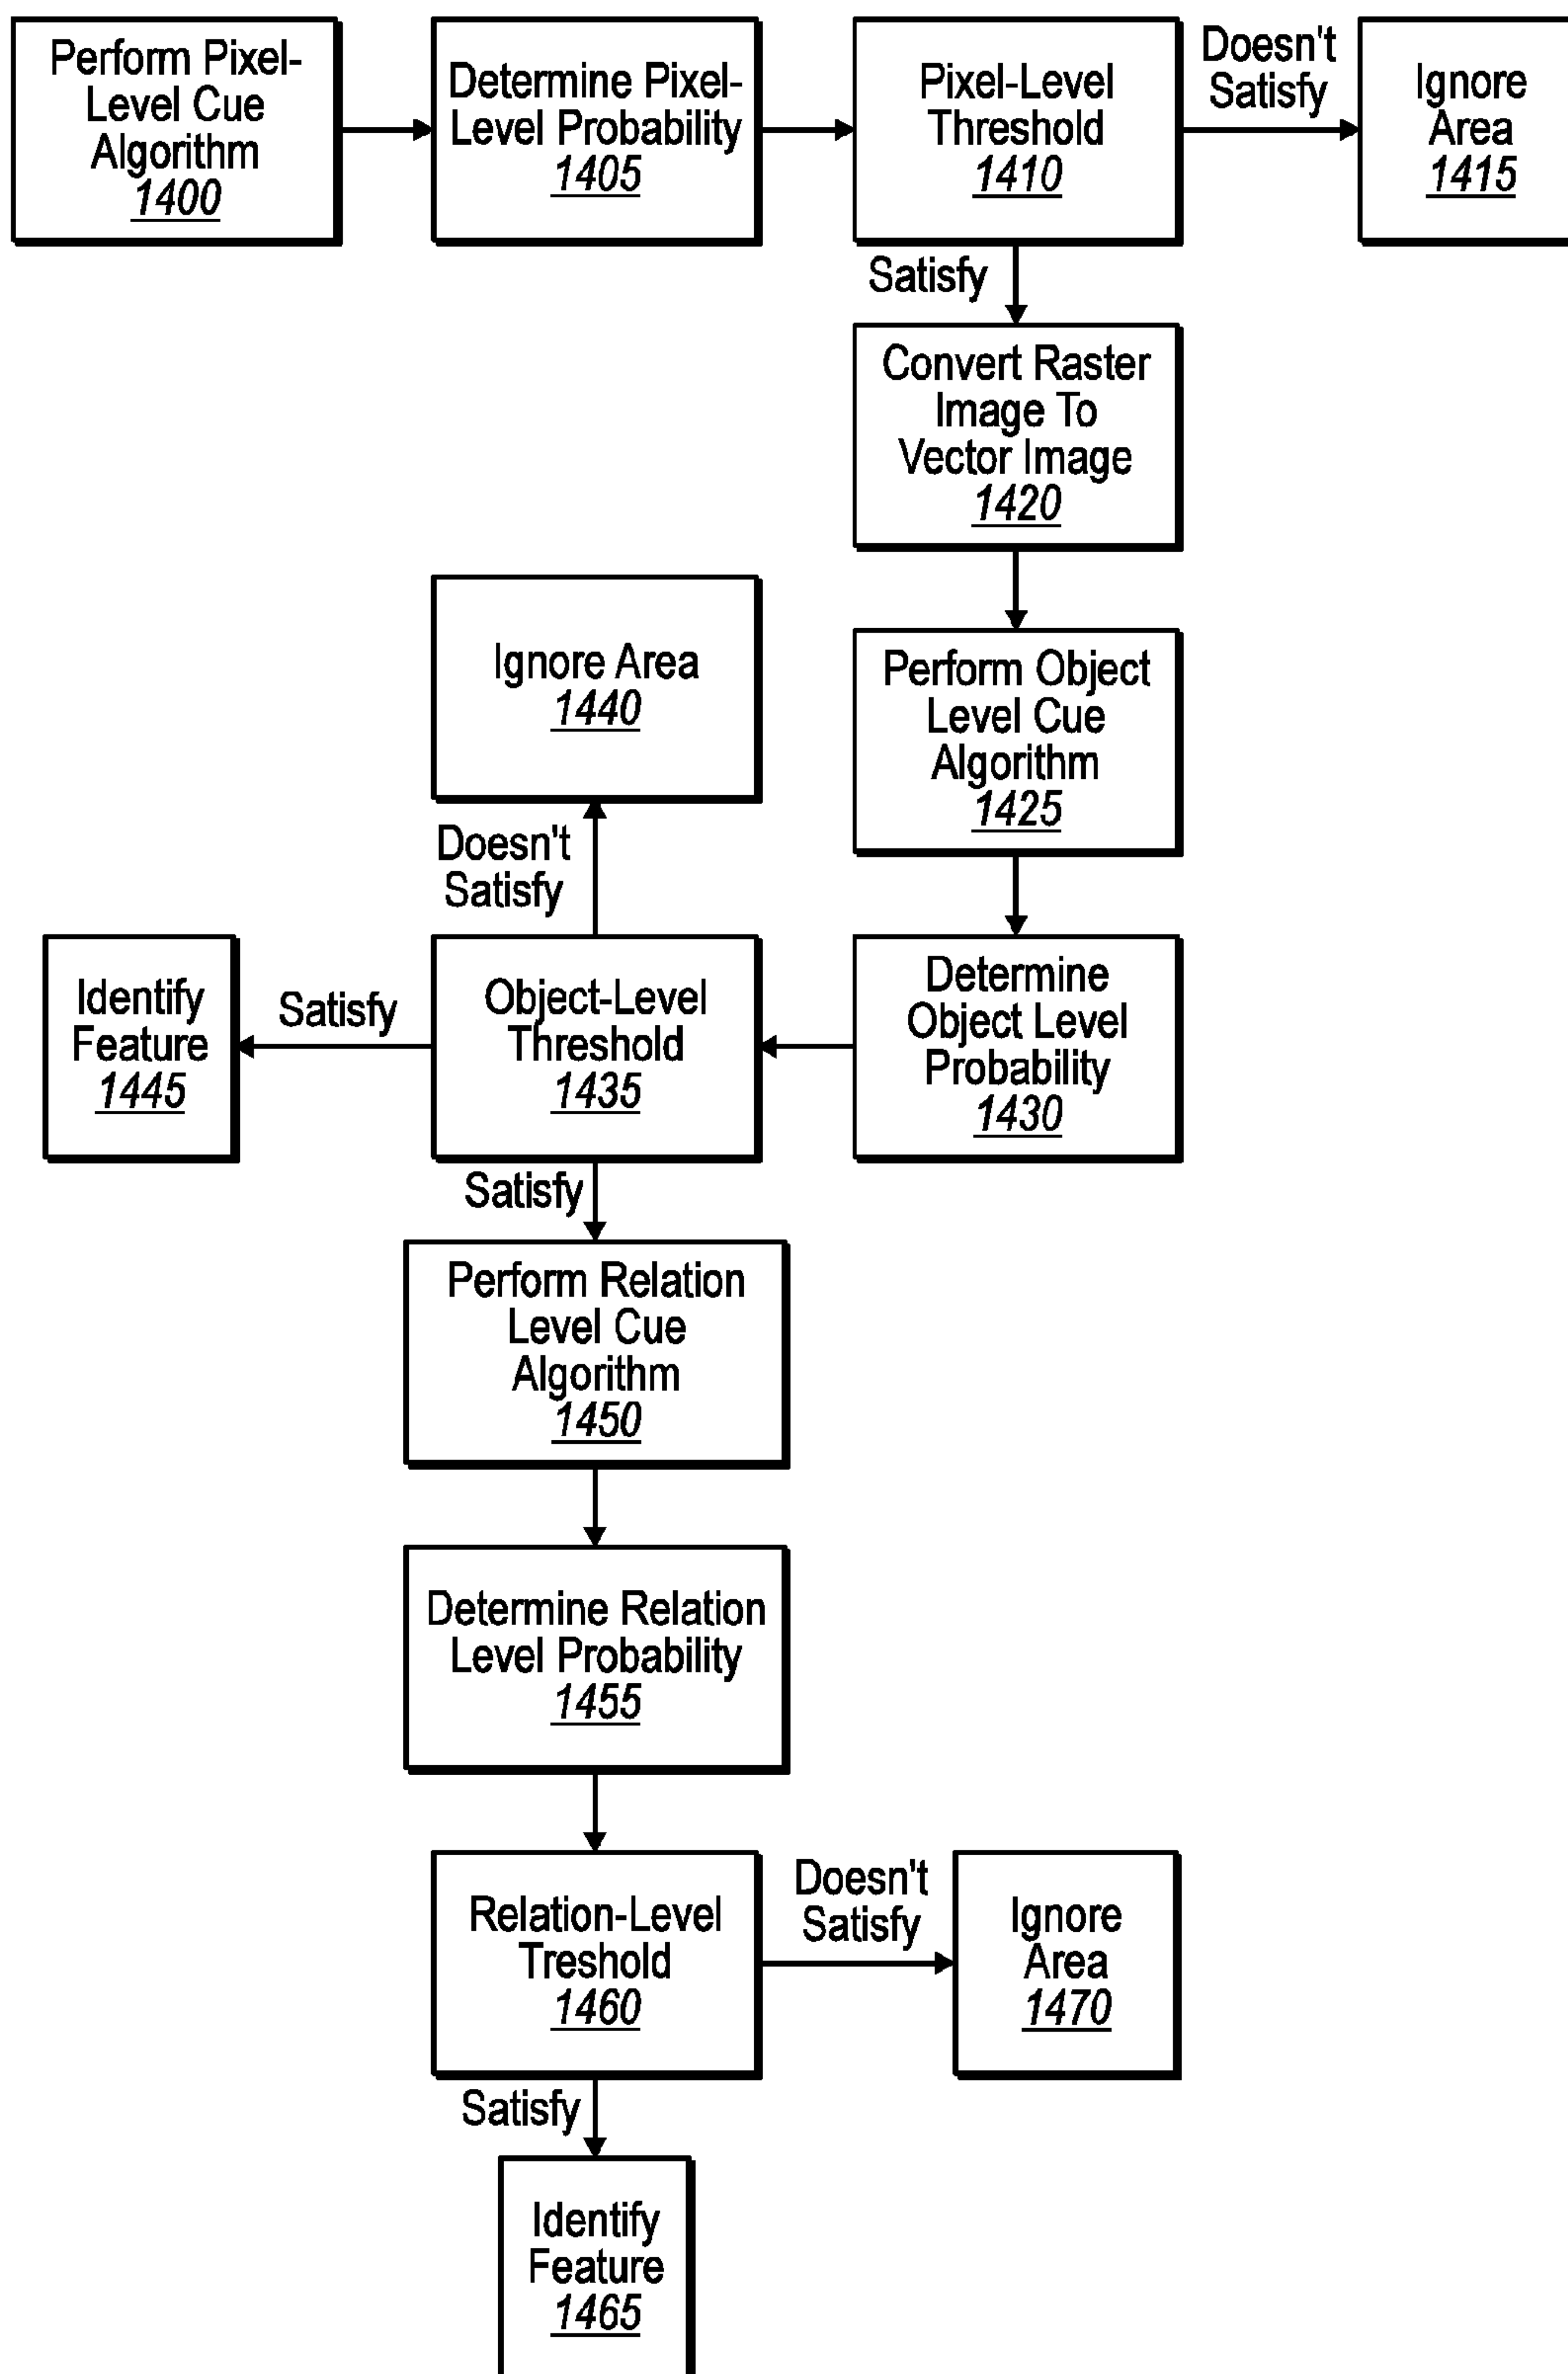 Perform Pixel-
Level Cue
Algorithm
1400
Determine Pixel-
Level Probability
1405
Pixel-Level
Threshold
1410
Doesn't
Satisfy
Ignore
Area
1415
Satisfy
Convert Raster
Image To
Vector Image
1420
Perform Object
Level Cue
Algorithm
1425
Ignore Area
1440
Doesn't
Satisfy
Identify
Feature
1445
Satisfy
Object-Level
Threshold
1435
Determine
Object Level
Probability
1430
Satisfy
Perform Relation
Level Cue
Algorithm
1450
Determine Relation
Level Probability
1455
Relation-Level
Treshold
1460
Doesn't
Satisfy
Ignore
Area
1470
Satisfy
Identify
Feature
1465